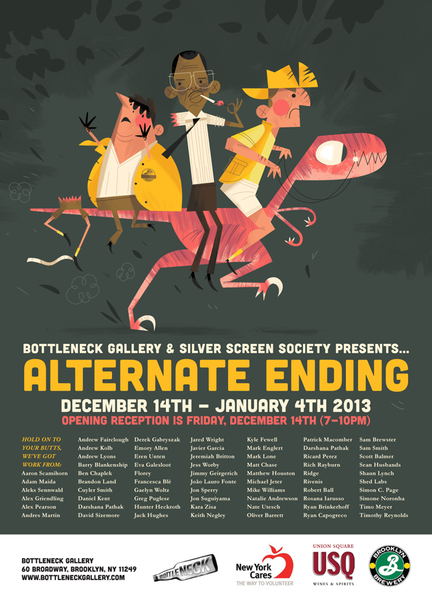 BOTTLENECK GALLERY & SILVER SCREEN SOCIETY PRESENTS...
ALTERNATE ENDING
DECEMBER 14TH – JANUARY 4TH 2013
OPENING RECEPTION IS FRIDAY, DECEMBER 14TH (7–10PM)
HOLD ON TO
YOUR BUTTS,
WE'VE GOT
WORK FROM:
Aaron Scamihorn
Adam Maida
Aleks Sennwald
Alex Griendling
Alex Pearson
Andres Martin
Andrew Fairclough
Andrew Kolb
Andrew Lyons
Barry Blankenship
Ben Chaplek
Brandon Land
Cuyler Smith
Daniel Kent
Darshana Pathak
David Sizemore
Derek Gabryszak
Emory Allen
Eren Unten
Eva Galesloot
Florey
Francesca Blé
Gaelyn Woltz
Greg Puglese
Hunter Heckroth
Jack Hughes
Jared Wright
Javier Garcia
Jeremiah Britton
Jess Worby
Jimmy Geigerich
João Lauro Fonte
Jon Sperry
Jon Suguiyama
Kara Zisa
Keith Negley
Kyle Fewell
Mark Englert
Mark Lone
Matt Chase
Matthew Houston
Michael Jeter
Mike Williams
Natalie Andrewson
Nate Utesch
Oliver Barrett
Patrick Macomber
Darshana Pathak
Ricard Perez
Rich Rayburn
Ridge
Rivenis
Robert Ball
Rosana Iarusso
Ryan Brinkerhoff
Ryan Capogreco
Sam Brewster
Sam Smith
Scott Balmer
Sean Husbands
Shaun Lynch
Shed Labs
Simon C. Page
Simone Noronha
Timo Meyer
Timothy Reynolds
BOTTLENECK GALLERY
60 BROADWAY, BROOKLYN, NY 11249
WWW.BOTTLENECKGALLERY.COM
BOTTLENECK
New York
Cares
THE WAY TO VOLUNTEER
UNION SQUARE
USQ
WINES & SPIRITS
BROOKLYN
B
BREWERY